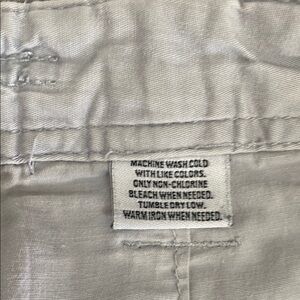 MACHINE WASH COLD
WITH LIKE COLORS.
ONLY NON-CHLORINE
BLEACH WHEN NEEDED.
TUMBLE DRY LOW.
WARM IRON WHEN NEEDED.